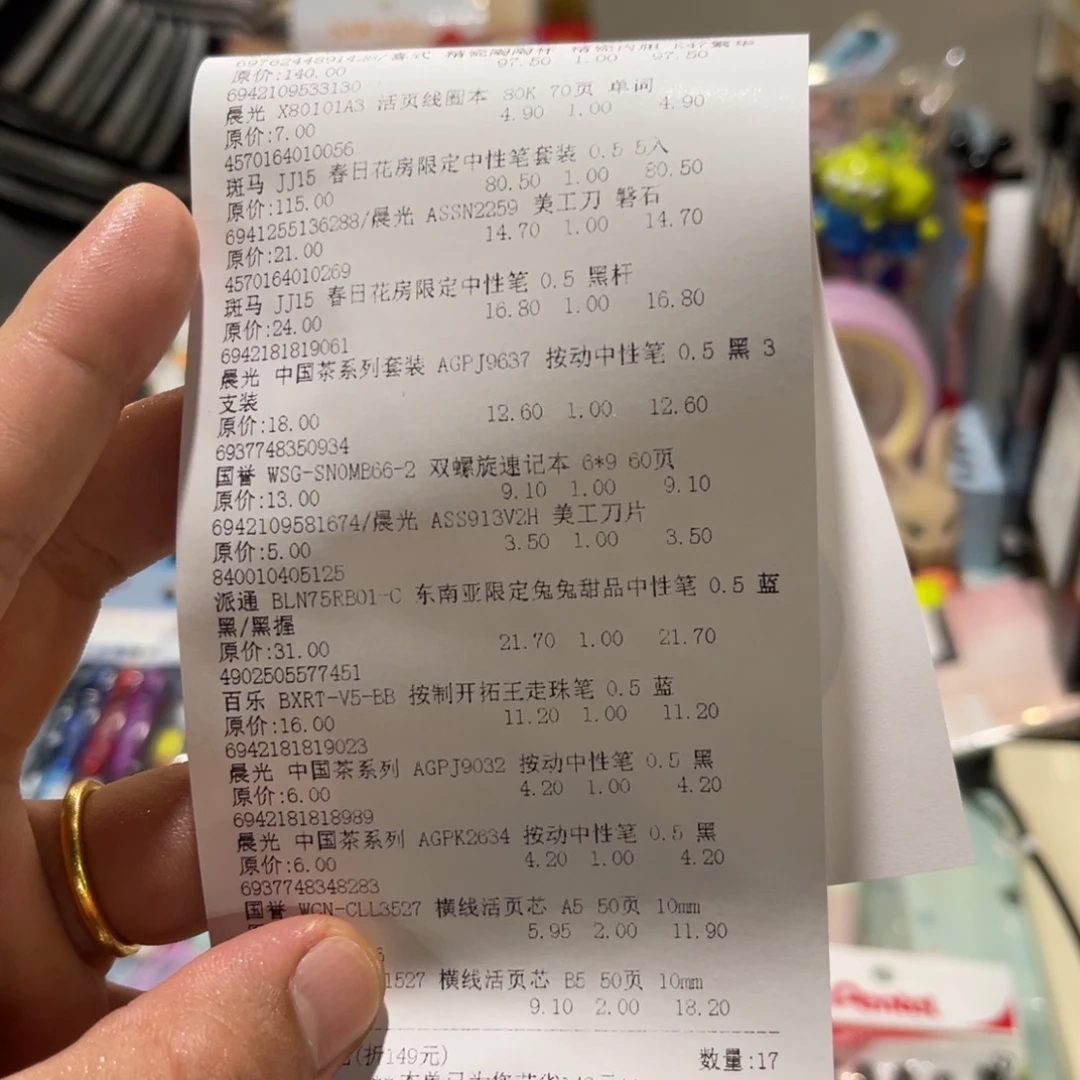 97.50 1.00 97.50
原价:140.00
6942109533130
晨光 X80101A3 活页线圈本 80K 70页 单词
4.90 1.00 4.90
原价:7.00
4570164010056
斑马 JJ15 春日花房限定中性笔套装 0.5 5入
80.50 1.00 80.50
原价:115.00
6941255136288/晨光 ASSN2259 美工刀 磐石
14.70 1.00 14.70
原价:21.00
4570164010269
斑马 JJ15 春日花房限定中性笔 0.5 黑杆
16.80 1.00 16.80
原价:24.00
6942181819061
晨光 中国茶系列套装 AGPJ9637 按动中性笔 0.5 黑 3
支装
原价:18.00 12.60 1.00 12.60
6937748350934
国誉 WSG-SNOMB66-2 双螺旋速记本 6*9 60页
原价:13.00 9.10 1.00 9.10
6942109581674/晨光 ASS913V2H 美工刀片
原价:5.00 3.50 1.00 3.50
840010405125
派通 BLN75RB01-C 东南亚限定兔兔甜品中性笔 0.5 蓝
黑/黑握
原价:31.00 21.70 1.00 21.70
4902505577451
百乐 BXRT-V5-BB 按制开拓王走珠笔 0.5 蓝
原价:16.00 11.20 1.00 11.20
6942181819023
晨光 中国茶系列 AGPJ9032 按动中性笔 0.5 黑
原价:6.00 4.20 1.00 4.20
6942181818989
晨光 中国茶系列 AGPK2634 按动中性笔 0.5 黑
原价:6.00 4.20 1.00 4.20
6937748348283
国誉 WCN-CLL3527 横线活页芯 A5 50页 10mm
5.95 2.00 11.90
1527 横线活页芯 B5 50页 10mm
9.10 2.00 18.20
(折149元) 数量:17
Pentel